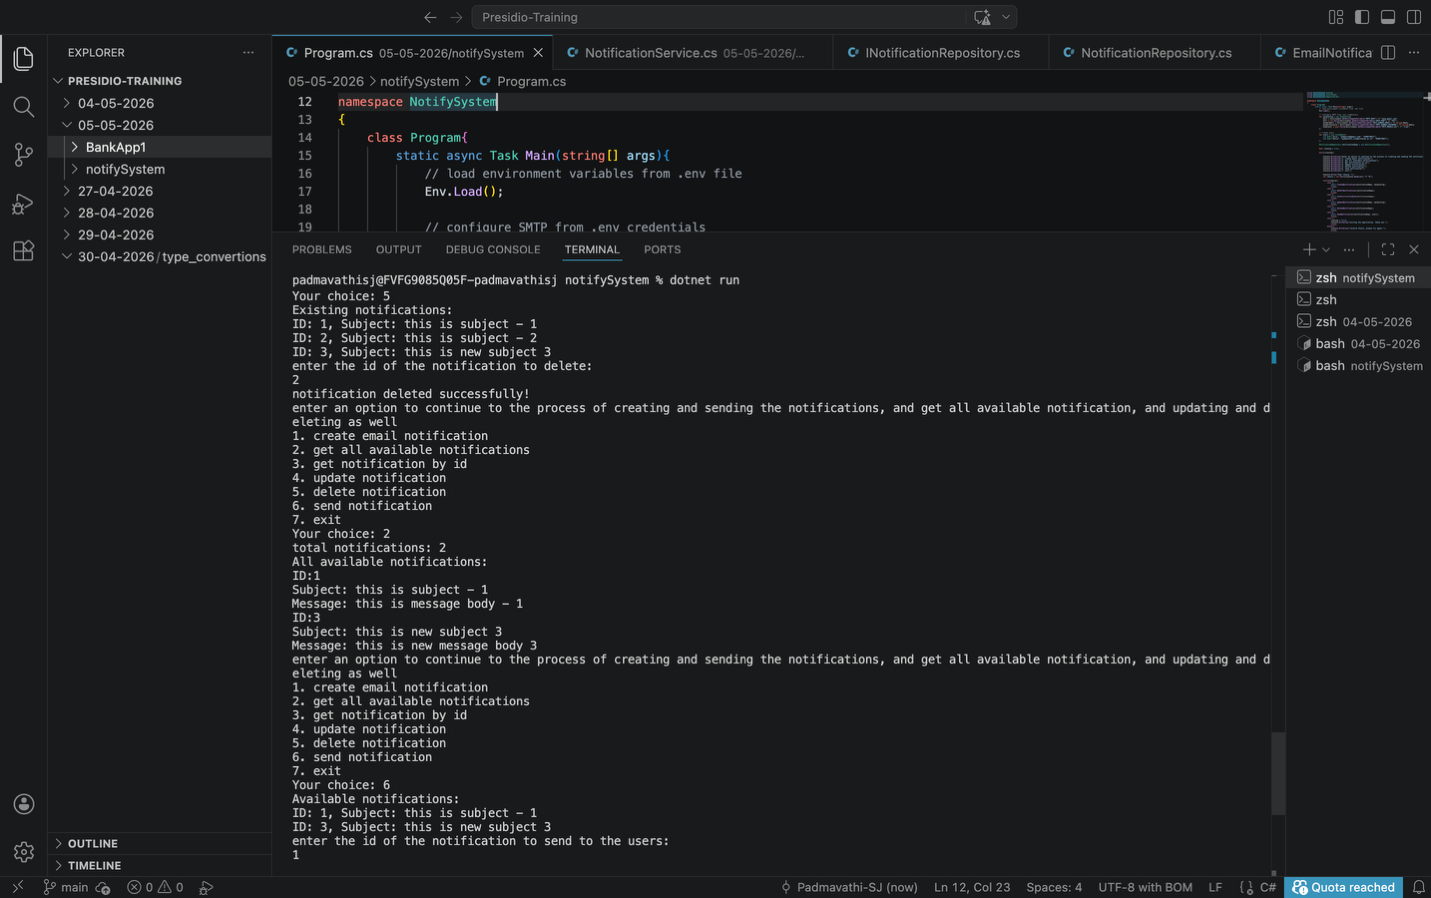 Presidio-Training
EXPLORER
PRESIDIO-TRAINING
04-05-2026
05-05-2026
BankApp1
notifySystem
27-04-2026
28-04-2026
29-04-2026
30-04-2026/type_convertions
OUTLINE
TIMELINE
Program.cs 05-05-2026/notifySystem
NotificationService.cs 05-05-2026/...
INotificationRepository.cs
NotificationRepository.cs
EmailNotifica
05-05-2026 > notifySystem > Program.cs
12 namespace NotifySystem
13 {
14 class Program{
15 static async Task Main(string[] args){
16 // load environment variables from .env file
17 Env.Load();
18
19 // configure SMTP from .env credentials
PROBLEMS OUTPUT DEBUG CONSOLE TERMINAL PORTS
padmavathisj@FVFG9085Q05F-padmavathisj notifySystem % dotnet run
Your choice: 5
Existing notifications:
ID: 1, Subject: this is subject - 1
ID: 2, Subject: this is subject - 2
ID: 3, Subject: this is new subject 3
enter the id of the notification to delete:
2
notification deleted successfully!
enter an option to continue to the process of creating and sending the notifications, and get all available notification, and updating and d
eleting as well
1. create email notification
2. get all available notifications
3. get notification by id
4. update notification
5. delete notification
6. send notification
7. exit
Your choice: 2
total notifications: 2
All available notifications:
ID:1
Subject: this is subject - 1
Message: this is message body - 1
ID:3
Subject: this is new subject 3
Message: this is new message body 3
enter an option to continue to the process of creating and sending the notifications, and get all available notification, and updating and d
eleting as well
1. create email notification
2. get all available notifications
3. get notification by id
4. update notification
5. delete notification
6. send notification
7. exit
Your choice: 6
Available notifications:
ID: 1, Subject: this is subject - 1
ID: 3, Subject: this is new subject 3
enter the id of the notification to send to the users:
1
zsh notifySystem
zsh
zsh 04-05-2026
bash 04-05-2026
bash notifySystem
main 0 0 Padmavathi-SJ (now) Ln 12, Col 23 Spaces: 4 UTF-8 with BOM LF {} C# Quota reached